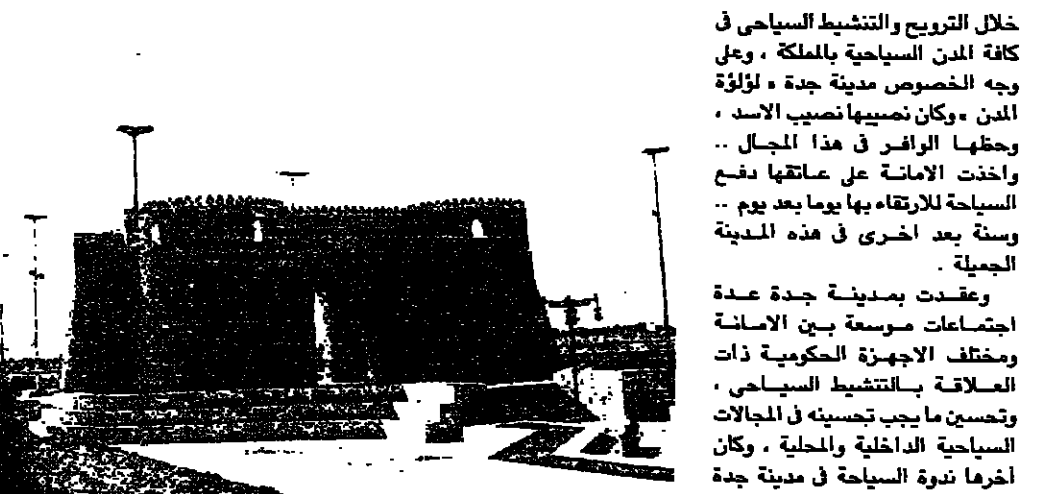 خلال الترويج والتنشيط السياحى فى
كافة المدن السياحية بالمملكة ، وعلى
وجه الخصوص مدينة جدة « لؤلؤة
المدن » وكان نصيبها نصيب الاسد ،
وحظها الوافر فى هذا المجال ..
واخذت الامانة على عاتقها دفع
السياحة للارتقاء بها يوما بعد يوم ..
وسنة بعد اخرى فى هذه المدينة
الجميلة .
وعقدت بمدينة جدة عدة
اجتماعات موسعة بين الامانة
ومختلف الاجهزة الحكومية ذات
العلاقة بالتنشيط السياحى ،
وتحسين ما يجب تحسينه فى المجالات
السياحية الداخلية والمحلية ، وكان
أخرها ندوة السياحة فى مدينة جدة